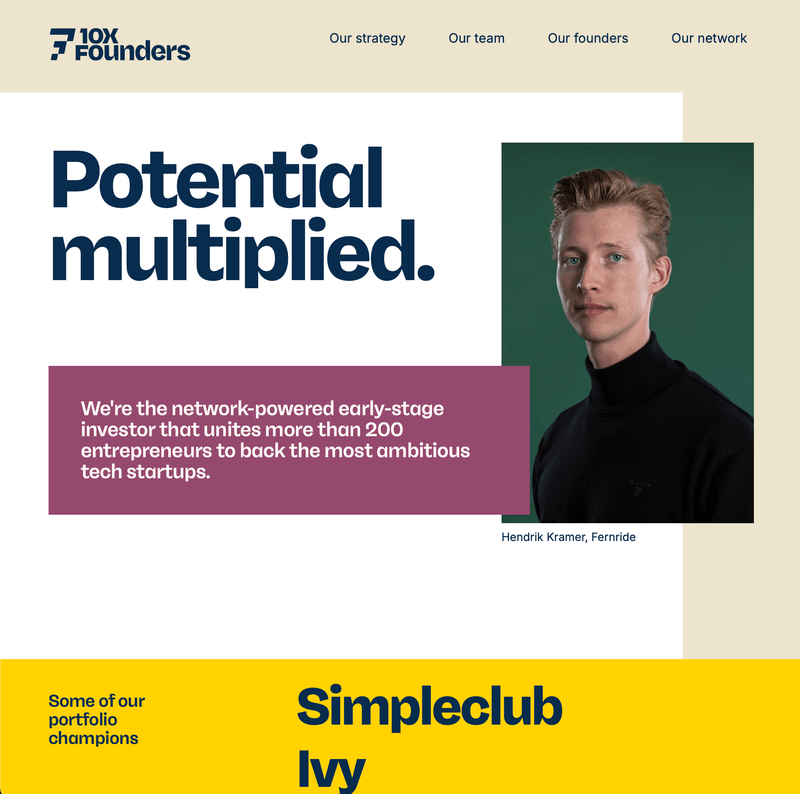 10X
Founders
Our strategy
Our team
Our founders
Our network
Potential
multiplied.
We're the network-powered early-stage
investor that unites more than 200
entrepreneurs to back the most ambitious
tech startups.
Hendrik Kramer, Fernride
Some of our
portfolio
champions
Simpleclub
Ivy